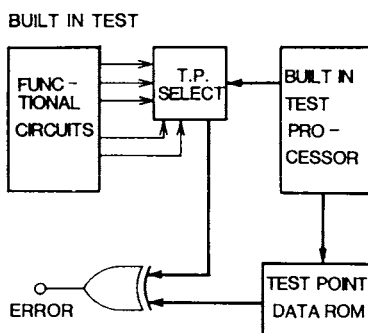 BUILT IN TEST
FUNC-
TIONAL
CIRCUITS
T.P.
SELECT
BUILT IN
TEST
PRO-
CESSOR
TEST POINT
DATA ROM
ERROR